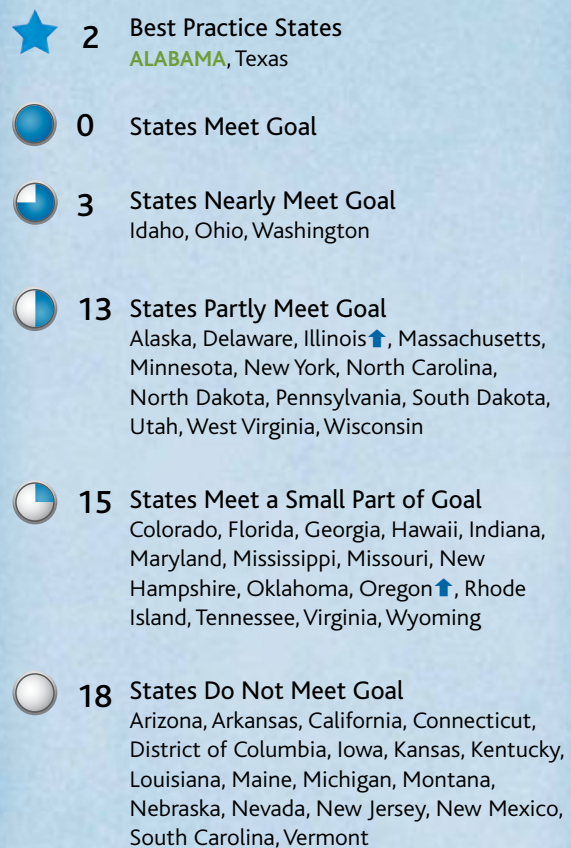 2 Best Practice States
ALABAMA, Texas
0 States Meet Goal
3 States Nearly Meet Goal
Idaho, Ohio, Washington
13 States Partly Meet Goal
Alaska, Delaware, Illinois⬆, Massachusetts,
Minnesota, New York, North Carolina,
North Dakota, Pennsylvania, South Dakota,
Utah, West Virginia, Wisconsin
15 States Meet a Small Part of Goal
Colorado, Florida, Georgia, Hawaii, Indiana,
Maryland, Mississippi, Missouri, New
Hampshire, Oklahoma, Oregon⬆, Rhode
Island, Tennessee, Virginia, Wyoming
18 States Do Not Meet Goal
Arizona, Arkansas, California, Connecticut,
District of Columbia, Iowa, Kansas, Kentucky,
Louisiana, Maine, Michigan, Montana,
Nebraska, Nevada, New Jersey, New Mexico,
South Carolina, Vermont